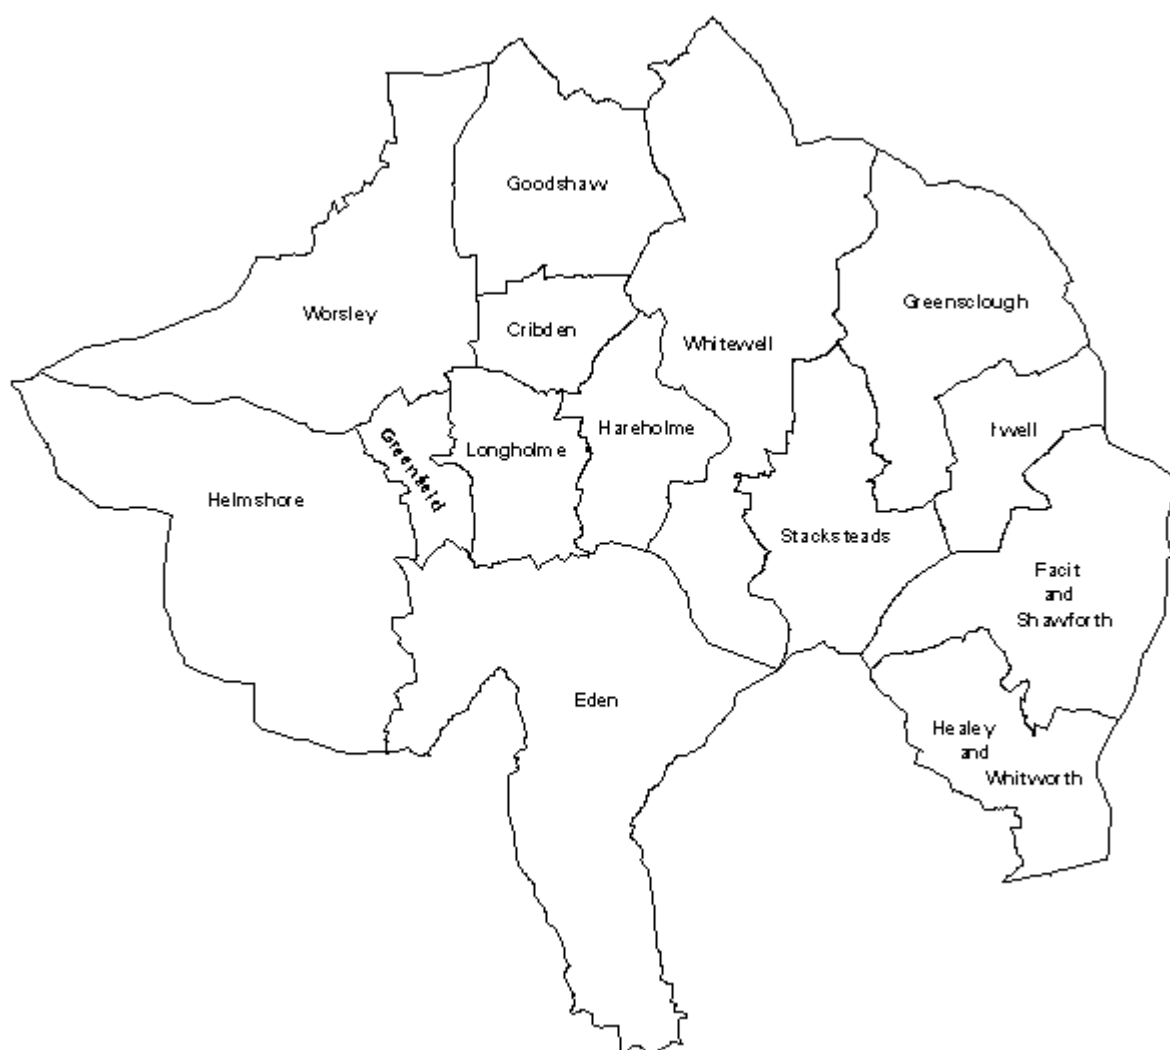 Goodshaw
Worsley
Cribden
Whitewell
Greensclough
Greenfield
Longholme
Hareholme
Irwell
Helmshore
Stacksteads
Facit
and
Shawforth
Eden
Healey
and
Whitworth